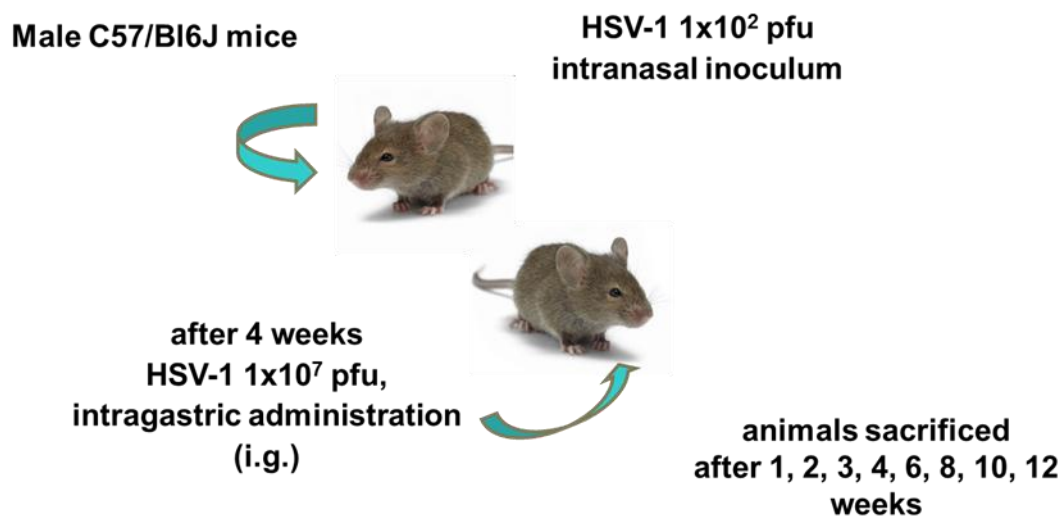 Male C57/Bl6J mice
HSV-1 1x10² pfu
intranasal inoculum
after 4 weeks
HSV-1 1x10⁷ pfu,
intragastric administration
(i.g.)
animals sacrificed
after 1, 2, 3, 4, 6, 8, 10, 12
weeks